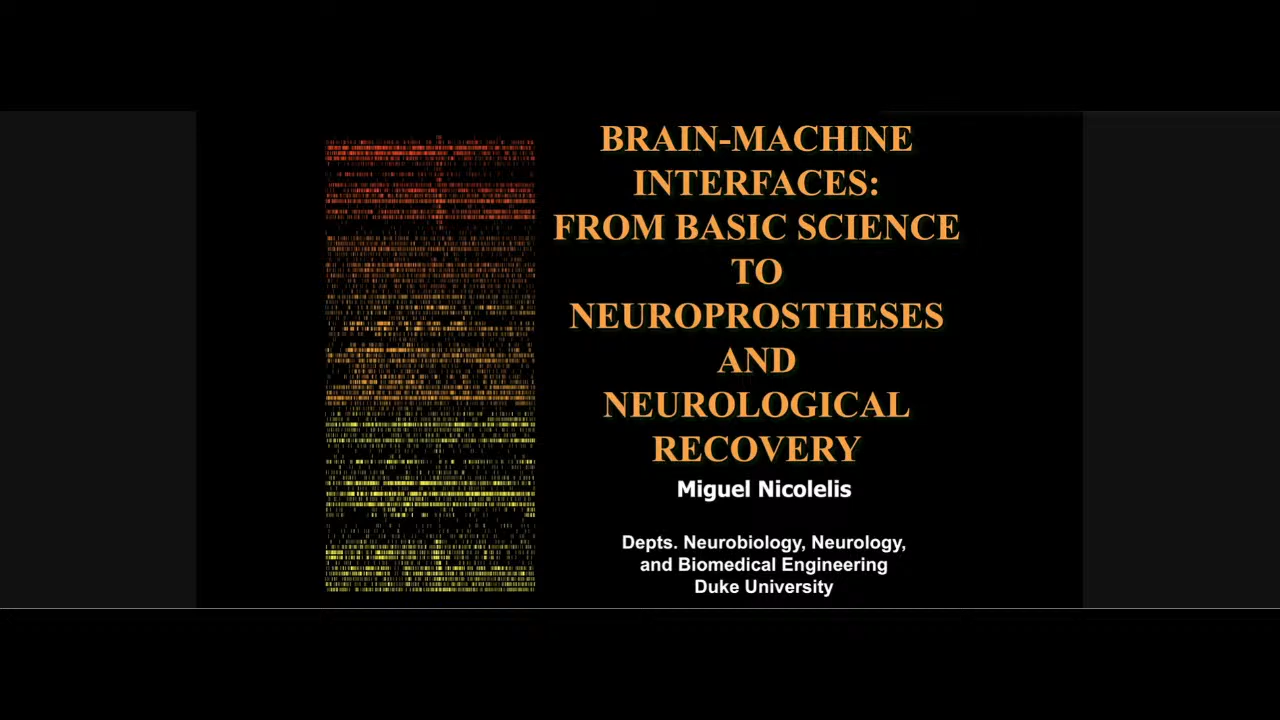 BRAIN-MACHINE
INTERFACES:
FROM BASIC SCIENCE
TO
NEUROPROSTHESES
AND
NEUROLOGICAL
RECOVERY
Miguel Nicolelis
Depts. Neurobiology, Neurology,
and Biomedical Engineering
Duke University